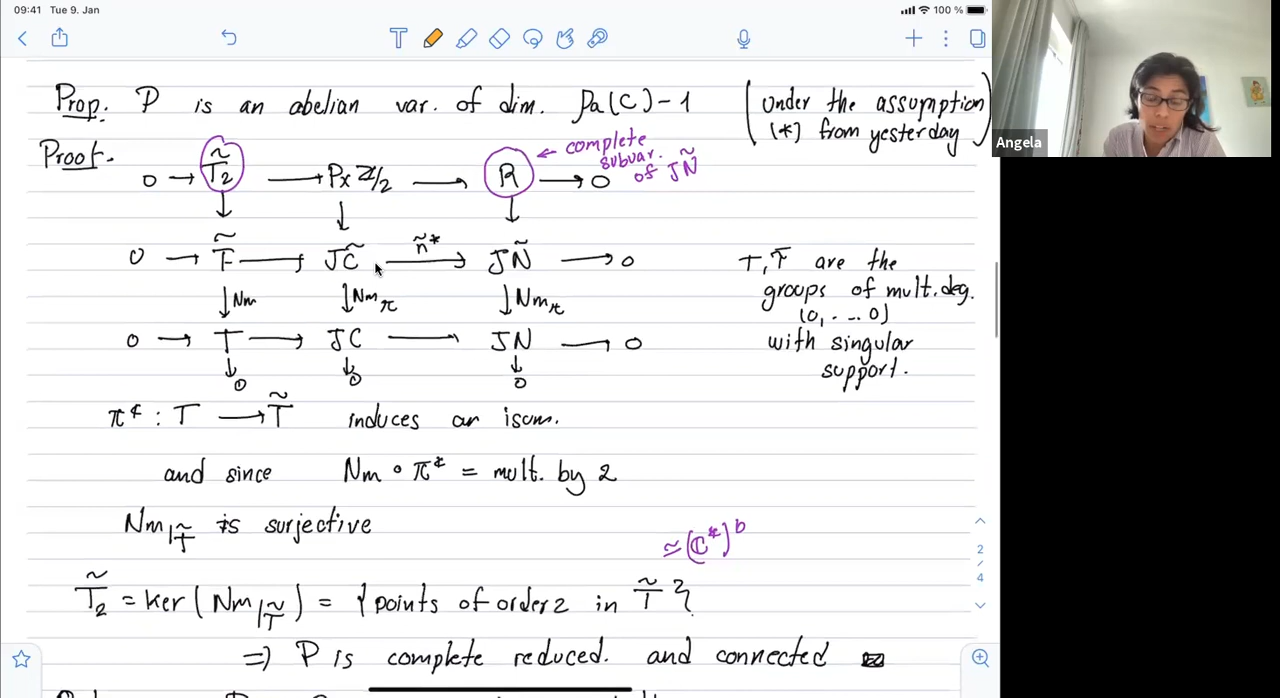 09:41 Tue 9. Jan
100 %
Prop. P is an abelian var. of dim. Pa(C)-1 (Under the assumption (*) from yesterday)
Angela
Proof.
← complete subvar. of JÑ
0 → T̃₂ → P×ℤ/2 → R → 0
↓ ↓ ↓
0 → T̃ → JC̃ →ñ* JÑ → 0
↓Nm ↓Nmπ ↓Nmπ
0 → T → JC → JN → 0
↓ ↓ ↓
0 0 0
T, T̃ are the
groups of mult. deg.
(0, ... 0)
with singular
support.
π* : T → T̃ induces an isom.
and since Nm ∘ π* = mult. by 2
Nm|T̃ is surjective
≃ (ℂ*)ᵇ
T̃₂ = ker(Nm|T̃) = {points of order 2 in T̃}
⇒ P is complete reduced. and connected
2
/
4